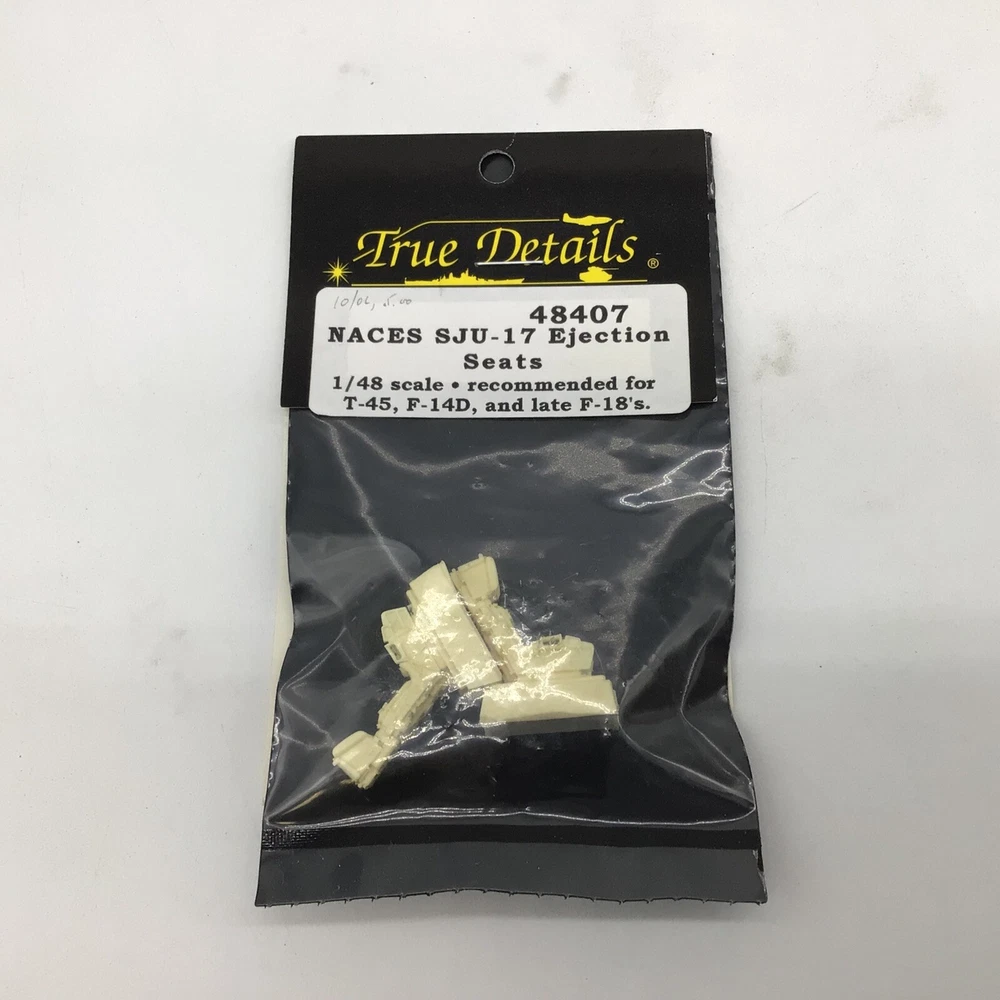 True Details ®
48407
NACES SJU-17 Ejection
Seats
1/48 scale • recommended for
T-45, F-14D, and late F-18's.